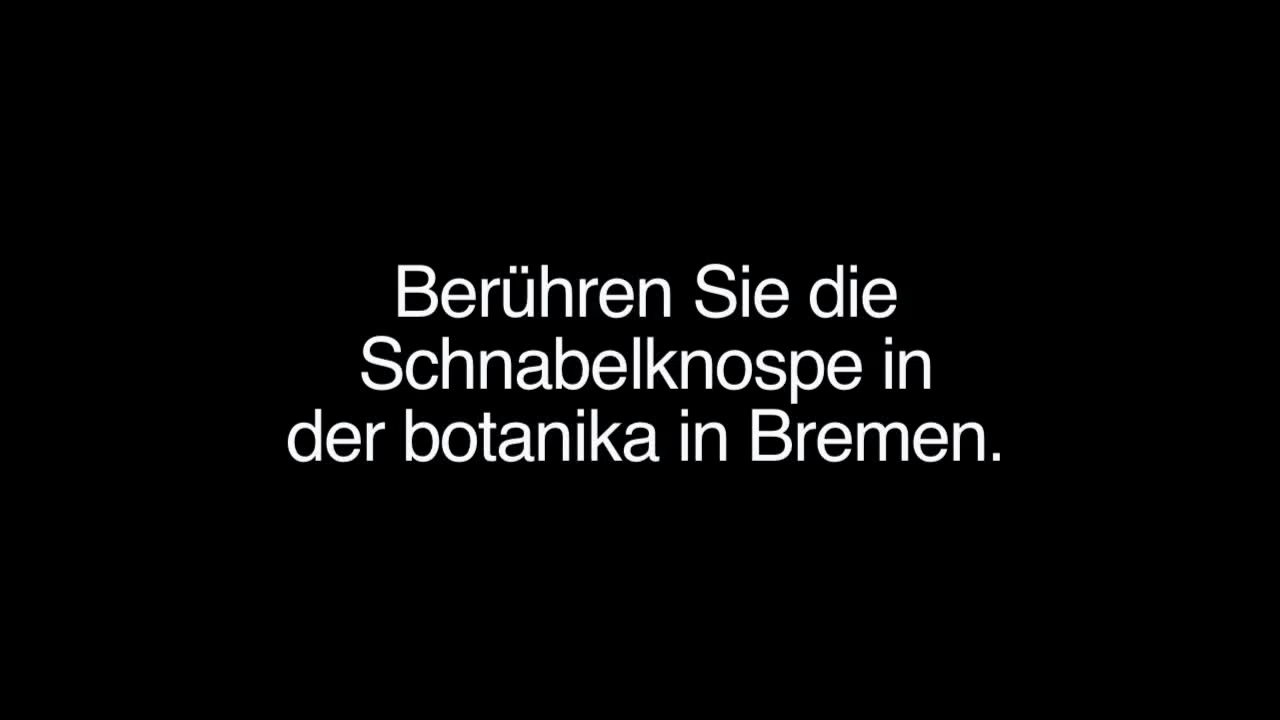 Berühren Sie die
Schnabelknospe in
der botanika in Bremen.